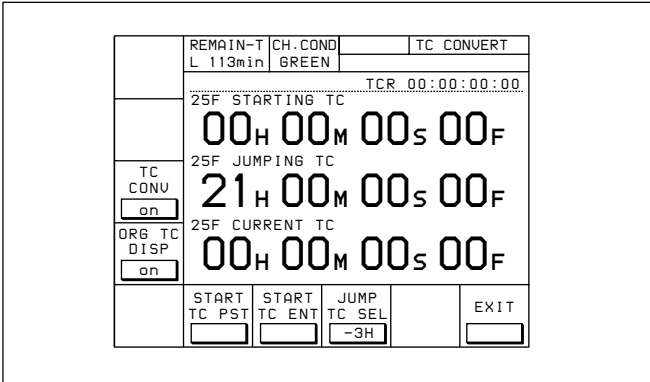 REMAIN-T CH.COND TC CONVERT
L 113min GREEN
TCR 00:00:00:00
25F STARTING TC
00H 00M 00S 00F
25F JUMPING TC
21H 00M 00S 00F
TC
CONV
on
25F CURRENT TC
00H 00M 00S 00F
ORG TC
DISP
on
START
TC PST
START
TC ENT
JUMP
TC SEL
-3H
EXIT